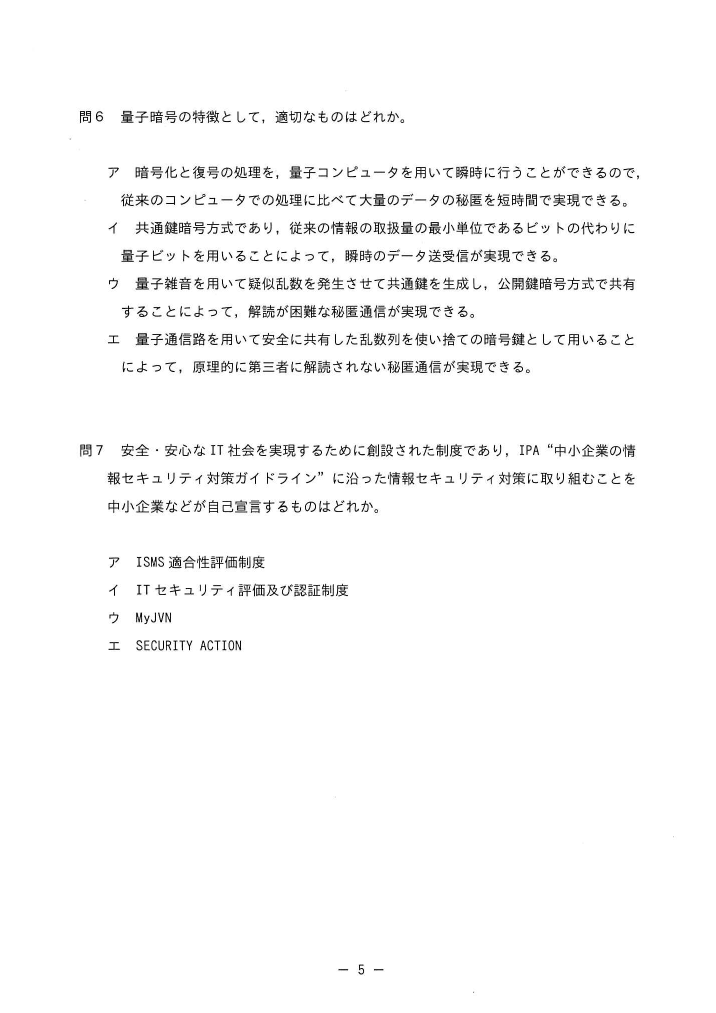 問6 量子暗号の特徴として，適切なものはどれか。
ア 暗号化と復号の処理を，量子コンピュータを用いて瞬時に行うことができるので，
従来のコンピュータでの処理に比べて大量のデータの秘匿を短時間で実現できる。
イ 共通鍵暗号方式であり，従来の情報の取扱量の最小単位であるビットの代わりに
量子ビットを用いることによって，瞬時のデータ送受信が実現できる。
ウ 量子雑音を用いて疑似乱数を発生させて共通鍵を生成し，公開鍵暗号方式で共有
することによって，解読が困難な秘匿通信が実現できる。
エ 量子通信路を用いて安全に共有した乱数列を使い捨ての暗号鍵として用いること
によって，原理的に第三者に解読されない秘匿通信が実現できる。
問7 安全・安心な IT 社会を実現するために創設された制度であり，IPA“中小企業の情
報セキュリティ対策ガイドライン”に沿った情報セキュリティ対策に取り組むことを
中小企業などが自己宣言するものはどれか。
ア ISMS 適合性評価制度
イ IT セキュリティ評価及び認証制度
ウ MyJVN
エ SECURITY ACTION
― 5 ―